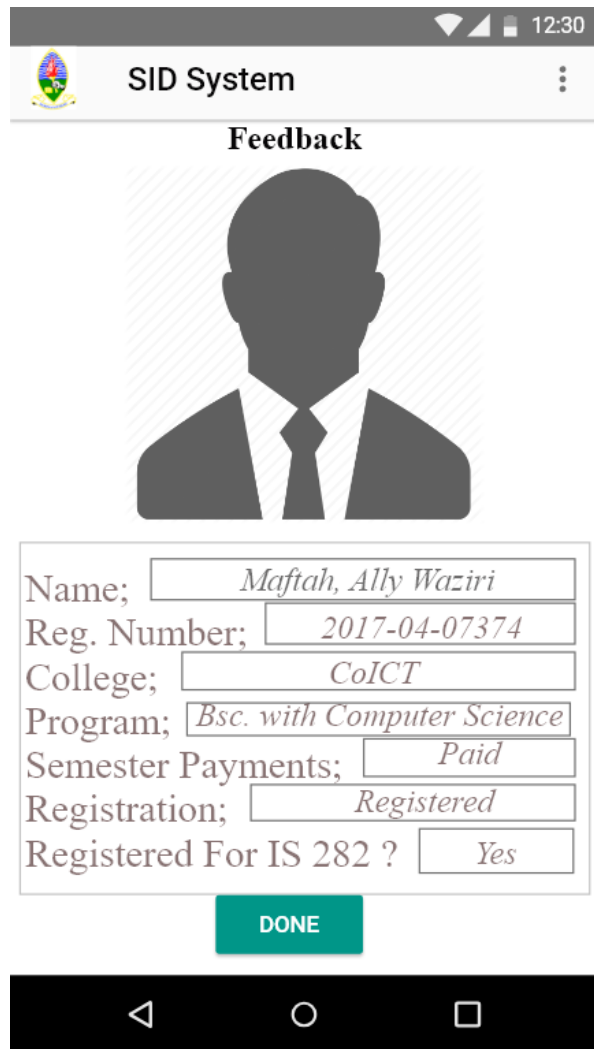 12:30
SID System
Feedback
Name; Maftah, Ally Waziri
Reg. Number; 2017-04-07374
College; CoICT
Program; Bsc. with Computer Science
Semester Payments; Paid
Registration; Registered
Registered For IS 282 ? Yes
DONE